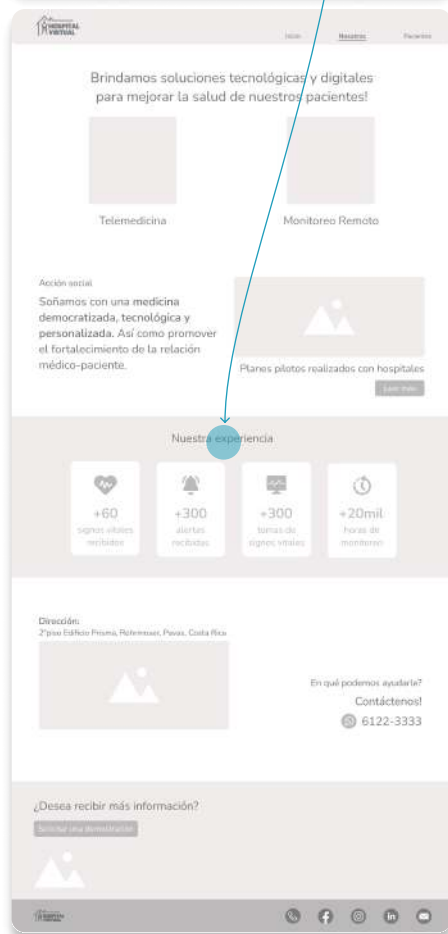 HOSPITAL
VIRTUAL
Inicio
Nosotros
Pacientes
Brindamos soluciones tecnológicas y digitales
para mejorar la salud de nuestros pacientes!
Telemedicina
Monitoreo Remoto
Acción social
Soñamos con una medicina
democratizada, tecnológica y
personalizada. Así como promover
el fortalecimiento de la relación
médico-paciente.
Planes pilotos realizados con hospitales
Leer más
Nuestra experiencia
+60
signos vitales
recibidos
+300
alertas
recibidas
+300
tomas de
signos vitales
+20mil
horas de
monitoreo
Dirección:
2°piso Edificio Prisma, Rohrmoser, Pavas, Costa Rica
En qué podemos ayudarle?
Contáctenos!
6122-3333
¿Desea recibir más información?
Solicitar una demostración
HOSPITAL
VIRTUAL